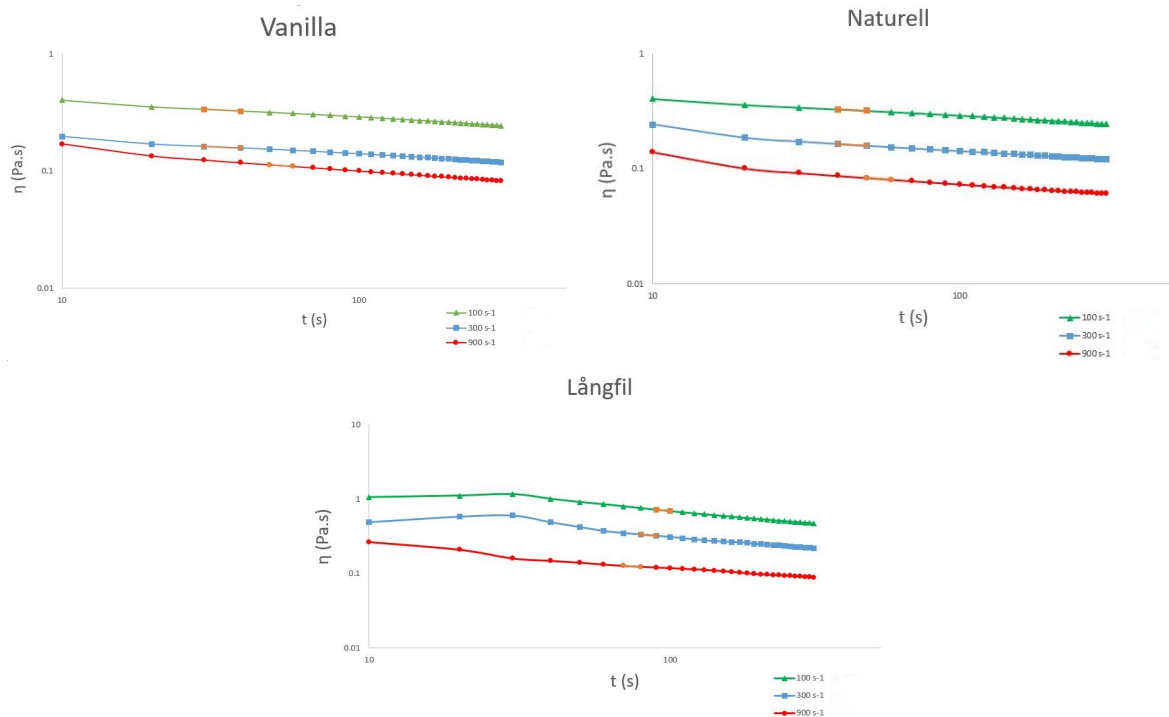 Vanilla
η (Pa.s)
1
0.1
0.01
10
100
t (s)
100 s-1
300 s-1
900 s-1
Naturell
η (Pa.s)
1
0.1
0.01
10
100
t (s)
100 s-1
300 s-1
900 s-1
Långfil
η (Pa.s)
10
1
0.1
0.01
10
100
t (s)
100 s-1
300 s-1
900 s-1